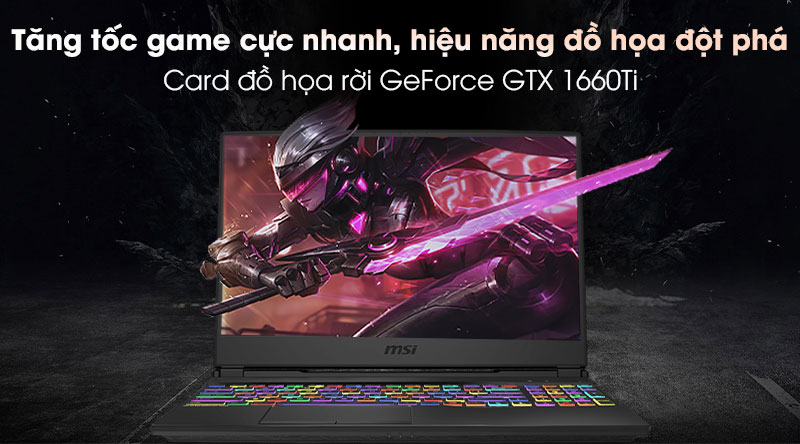 Tăng tốc game cực nhanh, hiệu năng đồ họa đột phá
Card đồ họa rời GeForce GTX 1660Ti
msi